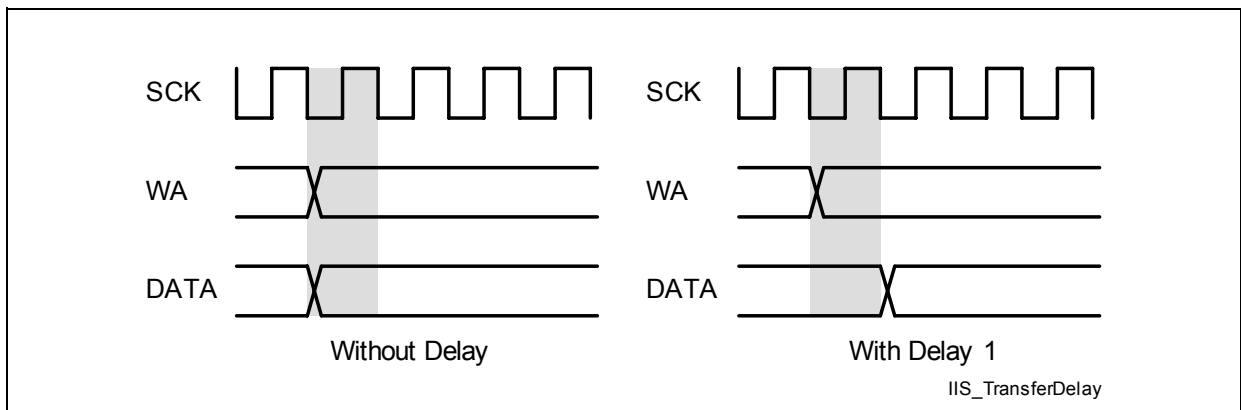 SCK
WA
DATA
Without Delay
SCK
WA
DATA
With Delay 1
IIS_TransferDelay